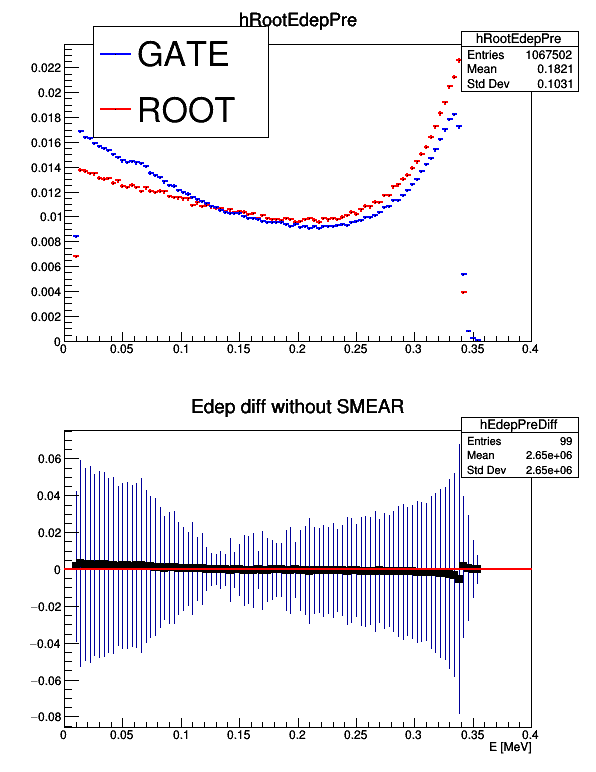 hRootEdepPre
GATE
ROOT
hRootEdepPre
Entries 1067502
Mean 0.1821
Std Dev 0.1031
0.022
0.02
0.018
0.016
0.014
0.012
0.01
0.008
0.006
0.004
0.002
0
0 0.05 0.1 0.15 0.2 0.25 0.3 0.35 0.4
Edep diff without SMEAR
hEdepPreDiff
Entries 99
Mean 2.65e+06
Std Dev 2.65e+06
0.06
0.04
0.02
0
−0.02
−0.04
−0.06
−0.08
0 0.05 0.1 0.15 0.2 0.25 0.3 0.35 0.4
E [MeV]